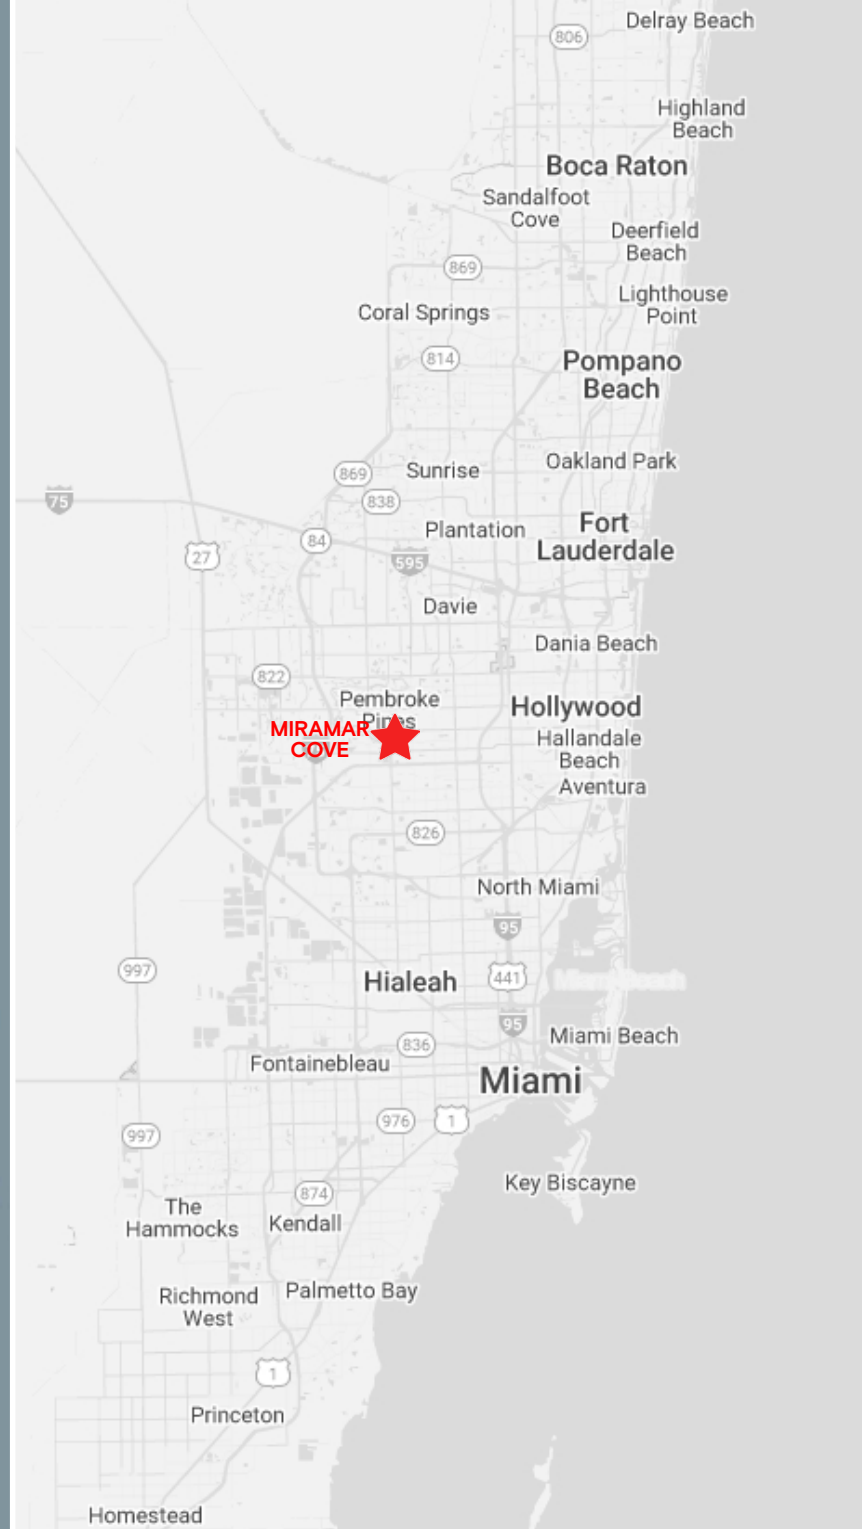 Delray Beach
806
Highland
Beach
Boca Raton
Sandalfoot
Cove
Deerfield
Beach
869
Lighthouse
Point
Coral Springs
814
Pompano
Beach
Oakland Park
869
Sunrise
75
838
Fort
Lauderdale
Plantation
84
27
595
Davie
Dania Beach
822
Pembroke
Pines
Hollywood
MIRAMAR
COVE
Hallandale
Beach
Aventura
826
North Miami
95
997
Hialeah
441
Miami Beach
95
Miami Beach
836
Fontainebleau
Miami
976
1
997
Key Biscayne
874
The
Hammocks
Kendall
Richmond
West
Palmetto Bay
1
Princeton
Homestead